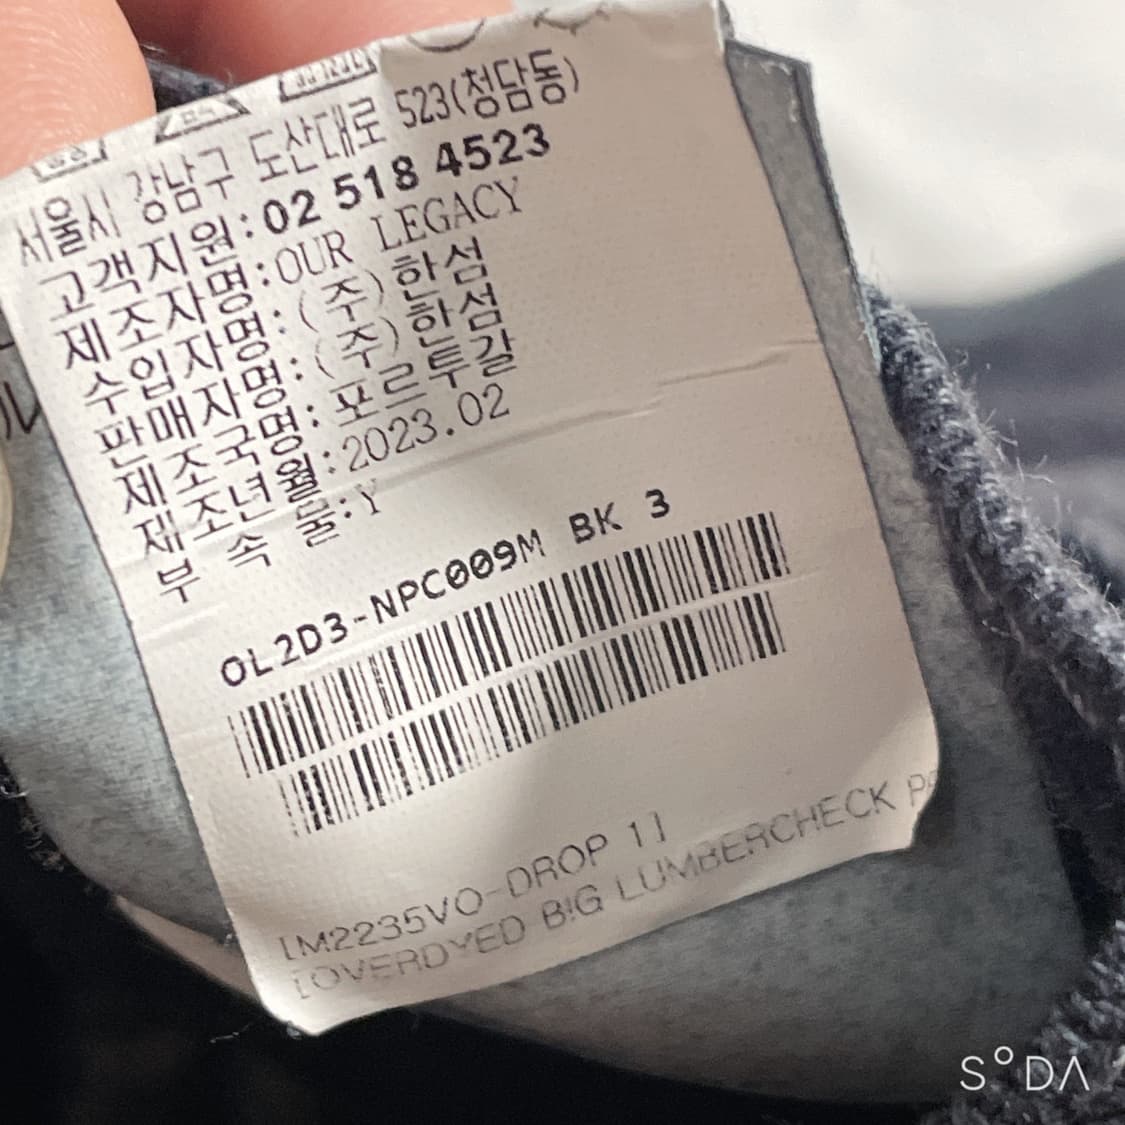 서울시 강남구 도산대로 523(청담동)
고객지원:02 518 4523
제조자명:OUR LEGACY
수입자명:(주)한섬
판매자명:(주)한섬
제조국명:포르투갈
제조년월:2023.02
부 속 물:Y
OL2D3-NPC009M BK 3
[M2235VO-DROP 1]
[OVERDYED BIG LUMBERCHECK
S°DA